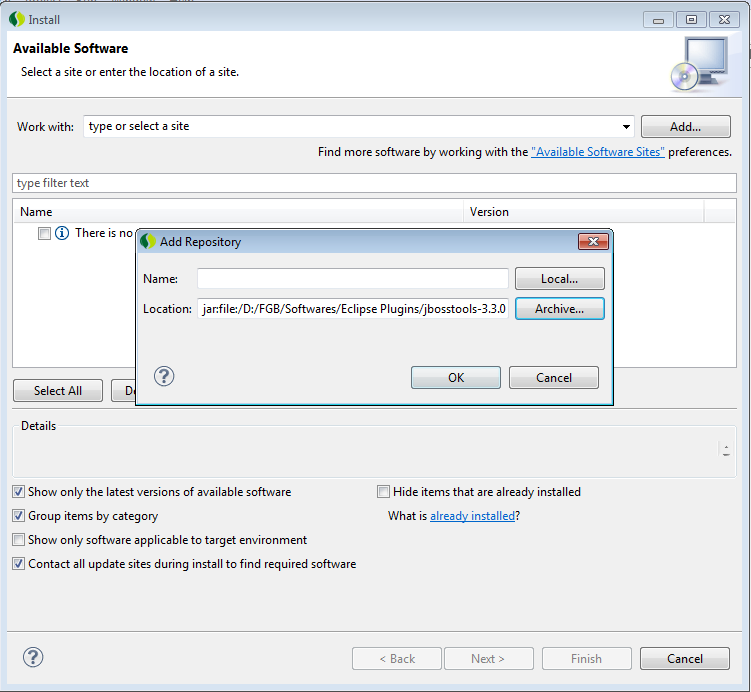 Install
Available Software
Select a site or enter the location of a site.
Work with: type or select a site Add...
Find more software by working with the "Available Software Sites" preferences.
type filter text
Name Version
There is no
Add Repository
Name: Local...
Location: jar:file:/D:/FGB/Softwares/Eclipse Plugins/jbosstools-3.3.0 Archive...
? OK Cancel
Select All
Details
Show only the latest versions of available software Hide items that are already installed
Group items by category What is already installed?
Show only software applicable to target environment
Contact all update sites during install to find required software
? < Back Next > Finish Cancel